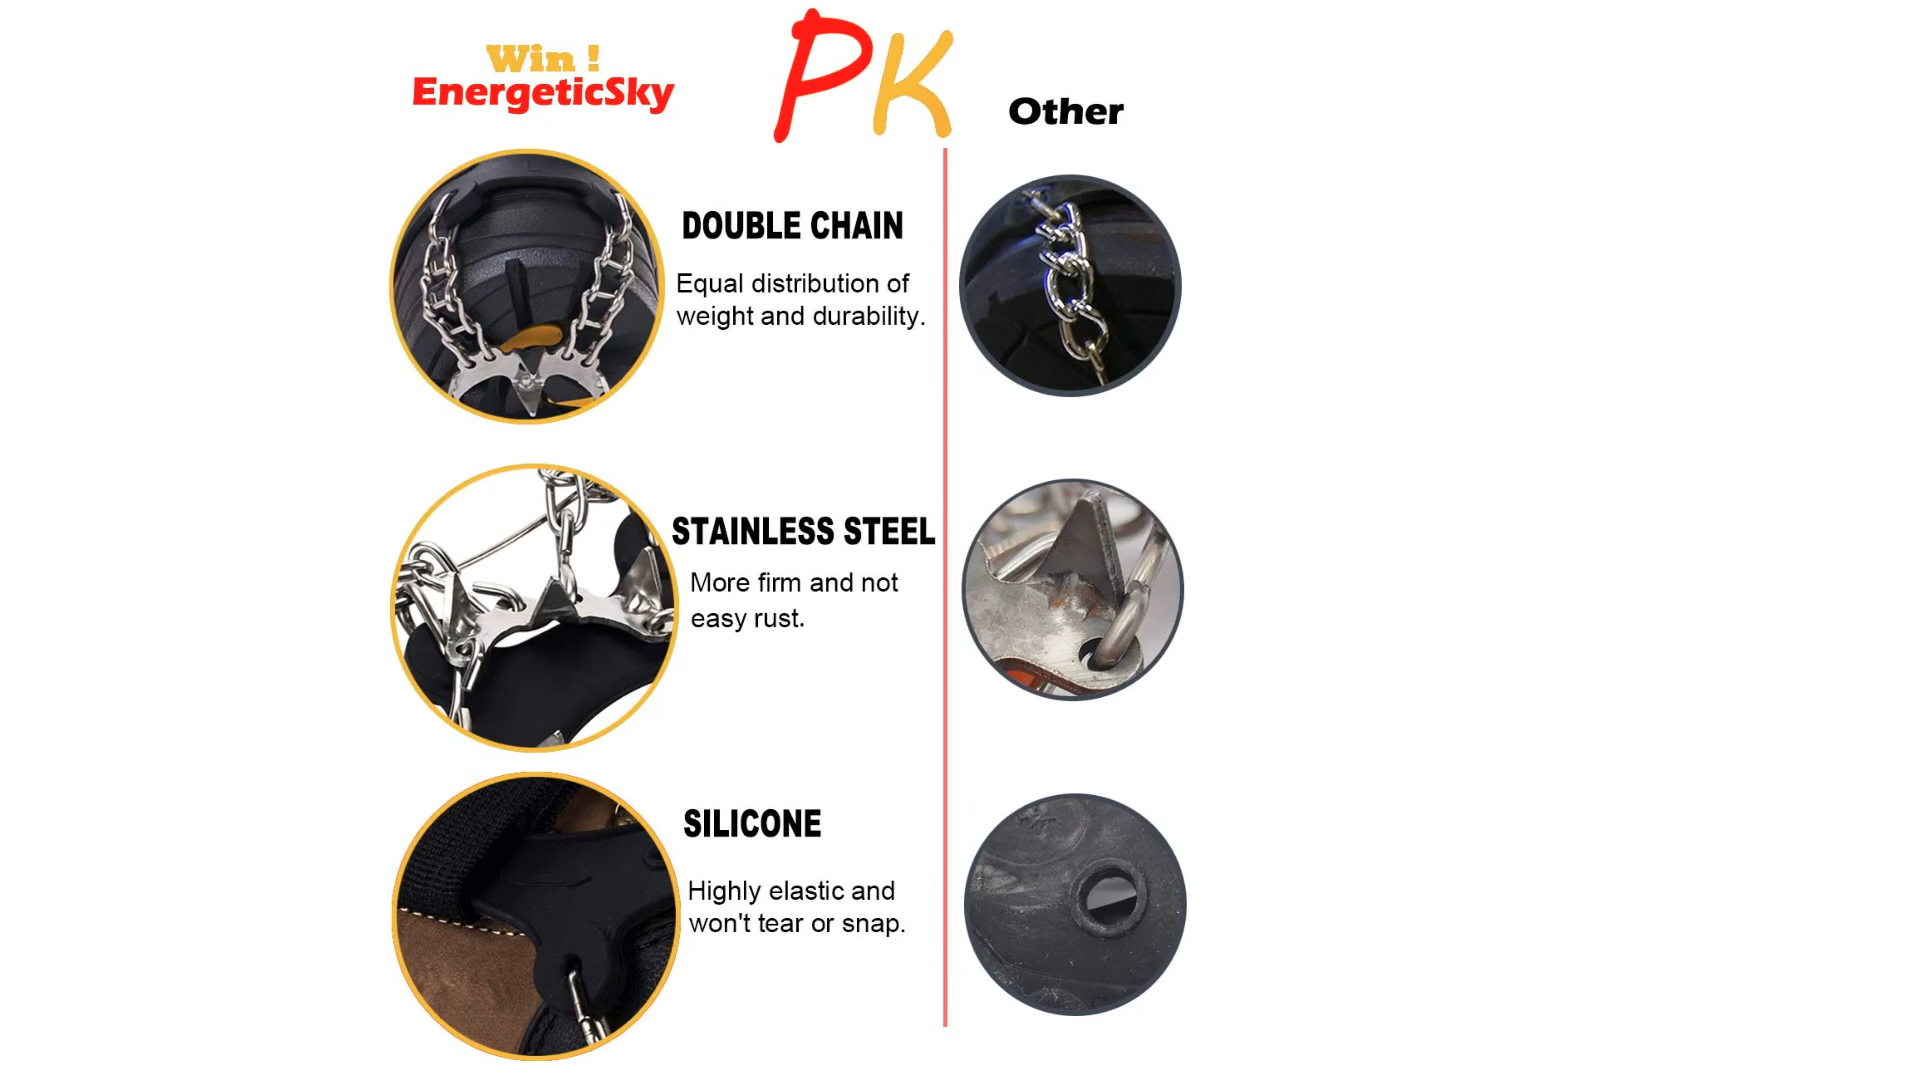 Win !
EnergeticSky
PK
Other
DOUBLE CHAIN
Equal distribution of
weight and durability.
STAINLESS STEEL
More firm and not
easy rust.
SILICONE
Highly elastic and
won't tear or snap.